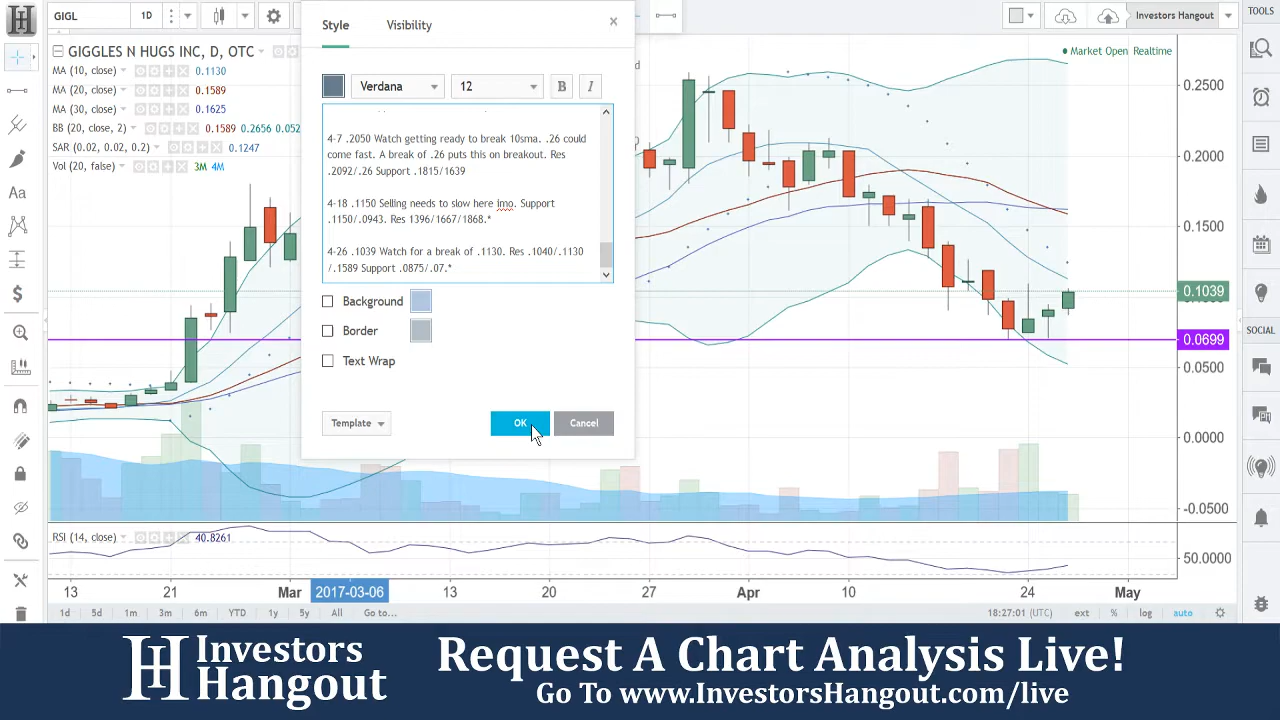 GIGL
1D
Style
Visibility
×
Investors Hangout
TOOLS
GIGGLES N HUGS INC, D, OTC
Market Open Realtime
MA (10, close)
0.1130
MA (20, close)
0.1589
MA (30, close)
0.1625
BB (20, close, 2)
0.1589 0.2656 0.052
SAR (0.02, 0.02, 0.2)
0.1247
Vol (20, false)
3M 4M
Verdana
12
B
I
4-7 .2050 Watch getting ready to break 10sma. .26 could
come fast. A break of .26 puts this on breakout. Res
.2092/.26 Support .1815/1639
4-18 .1150 Selling needs to slow here imo. Support
.1150/.0943. Res 1396/1667/1868.*
4-26 .1039 Watch for a break of .1130. Res .1040/.1130
/.1589 Support .0875/.07.*
Background
Border
Text Wrap
Template
OK
Cancel
0.2500
0.2000
0.1500
0.1039
0.0699
0.0500
0.0000
-0.0500
SOCIAL
Aa
$
RSI (14, close)
40.8261
50.0000
13
21
Mar
2017-03-06
13
20
27
Apr
10
24
May
1d
5d
1m
3m
6m
YTD
1y
5y
All
Go to...
18:27:01 (UTC)
ext
%
log
auto
Investors
Hangout
Request A Chart Analysis Live!
Go To www.InvestorsHangout.com/live